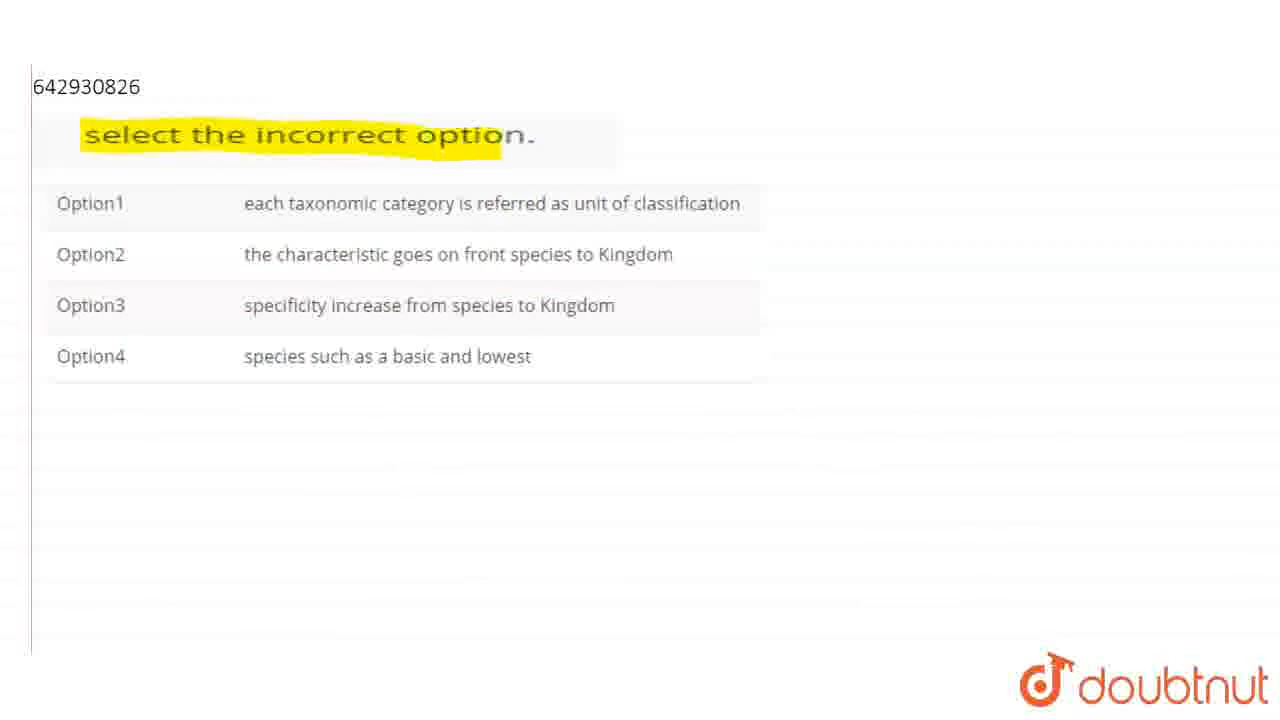 642930826
select the incorrect option.
Option1 each taxonomic category is referred as unit of classification
Option2 the characteristic goes on front species to Kingdom
Option3 specificity increase from species to Kingdom
Option4 species such as a basic and lowest
doubtnut